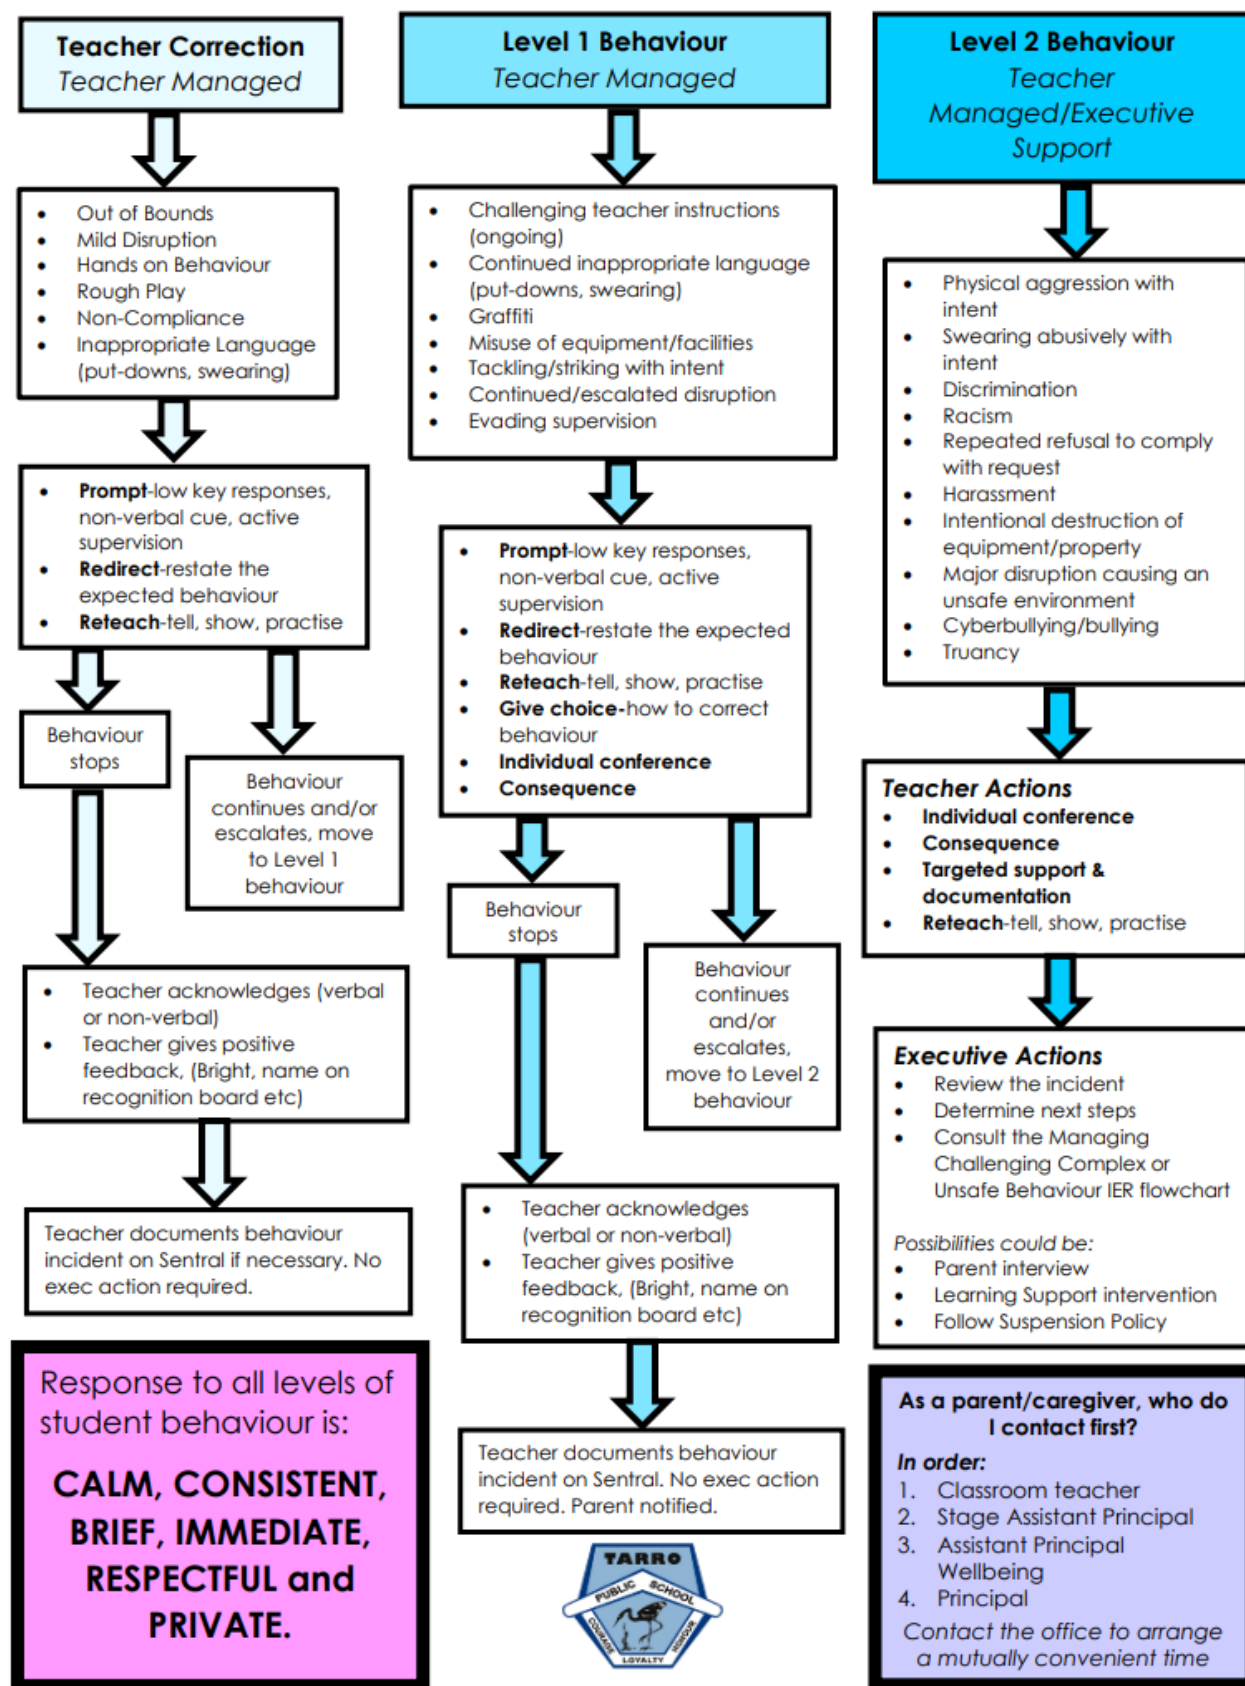 Teacher Correction
Teacher Managed
• Out of Bounds
• Mild Disruption
• Hands on Behaviour
• Rough Play
• Non-Compliance
• Inappropriate Language
(put-downs, swearing)
• Prompt-low key responses,
non-verbal cue, active
supervision
• Redirect-restate the
expected behaviour
• Reteach-tell, show, practise
Behaviour
stops
Behaviour
continues and/or
escalates, move
to Level 1
behaviour
• Teacher acknowledges (verbal
or non-verbal)
• Teacher gives positive
feedback, (Bright, name on
recognition board etc)
Teacher documents behaviour
incident on Sentral if necessary. No
exec action required.
Response to all levels of
student behaviour is:
CALM, CONSISTENT,
BRIEF, IMMEDIATE,
RESPECTFUL and
PRIVATE.
Level 1 Behaviour
Teacher Managed
• Challenging teacher instructions
(ongoing)
• Continued inappropriate language
(put-downs, swearing)
• Graffiti
• Misuse of equipment/facilities
• Tackling/striking with intent
• Continued/escalated disruption
• Evading supervision
• Prompt-low key responses,
non-verbal cue, active
supervision
• Redirect-restate the expected
behaviour
• Reteach-tell, show, practise
• Give choice-how to correct
behaviour
• Individual conference
• Consequence
Behaviour
stops
Behaviour
continues
and/or
escalates,
move to Level 2
behaviour
• Teacher acknowledges
(verbal or non-verbal)
• Teacher gives positive
feedback, (Bright, name on
recognition board etc)
Teacher documents behaviour
incident on Sentral. No exec action
required. Parent notified.
TARRO
PUBLIC SCHOOL
COURAGE
LOYALTY
HONOUR
Level 2 Behaviour
Teacher
Managed/Executive
Support
• Physical aggression with
intent
• Swearing abusively with
intent
• Discrimination
• Racism
• Repeated refusal to comply
with request
• Harassment
• Intentional destruction of
equipment/property
• Major disruption causing an
unsafe environment
• Cyberbullying/bullying
• Truancy
Teacher Actions
• Individual conference
• Consequence
• Targeted support &
documentation
• Reteach-tell, show, practise
Executive Actions
• Review the incident
• Determine next steps
• Consult the Managing
Challenging Complex or
Unsafe Behaviour IER flowchart
Possibilities could be:
• Parent interview
• Learning Support intervention
• Follow Suspension Policy
As a parent/caregiver, who do
I contact first?
In order:
1. Classroom teacher
2. Stage Assistant Principal
3. Assistant Principal
Wellbeing
4. Principal
Contact the office to arrange
a mutually convenient time